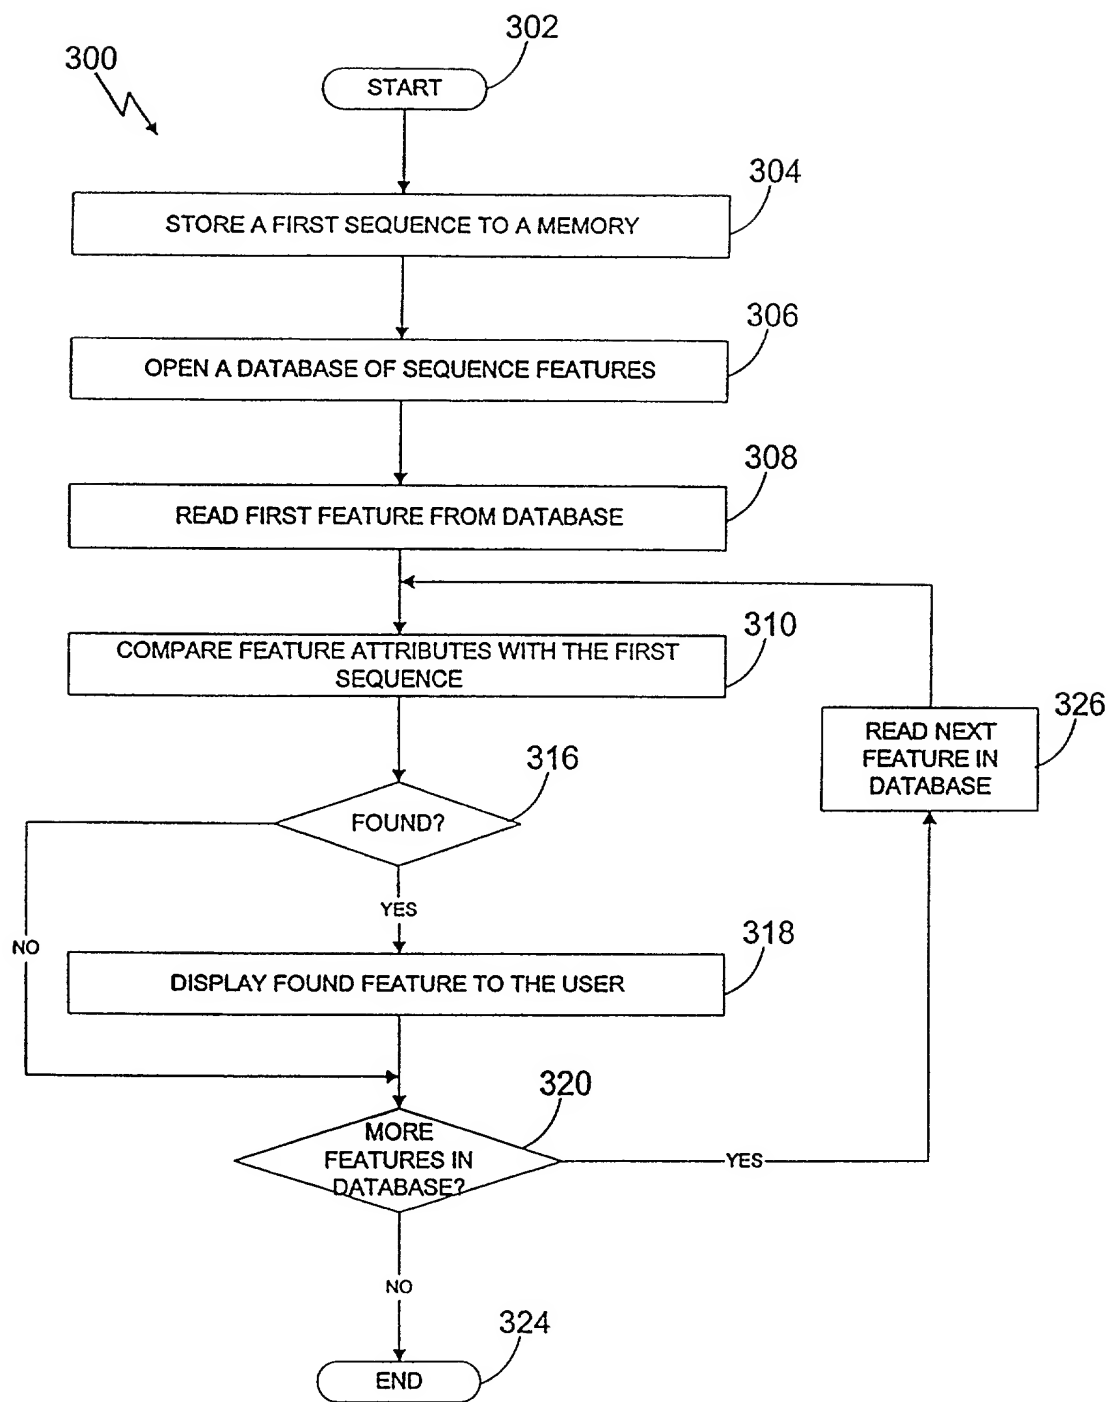 302
300
START
304
STORE A FIRST SEQUENCE TO A MEMORY
306
OPEN A DATABASE OF SEQUENCE FEATURES
308
READ FIRST FEATURE FROM DATABASE
310
COMPARE FEATURE ATTRIBUTES WITH THE FIRST
SEQUENCE
326
READ NEXT
FEATURE IN
DATABASE
316
FOUND?
YES
NO
318
DISPLAY FOUND FEATURE TO THE USER
320
MORE
FEATURES IN
DATABASE?
YES
NO
324
END